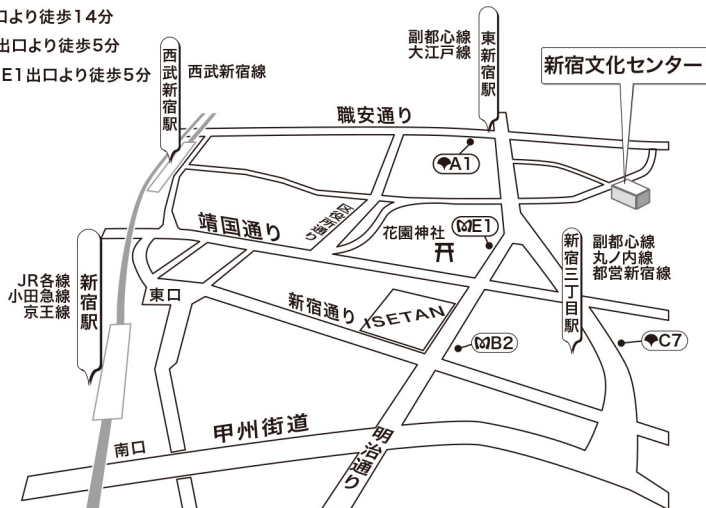 口より徒歩14分
出口より徒歩5分
E1出口より徒歩5分
西武新宿駅
西武新宿線
副都心線
大江戸線
東新宿駅
新宿文化センター
職安通り
A1
靖国通り
区役所通り
花園神社
E1
新宿三丁目駅
副都心線
丸ノ内線
都営新宿線
JR各線
小田急線
京王線
新宿駅
東口
新宿通り
ISETAN
B2
C7
南口
甲州街道
明治通り